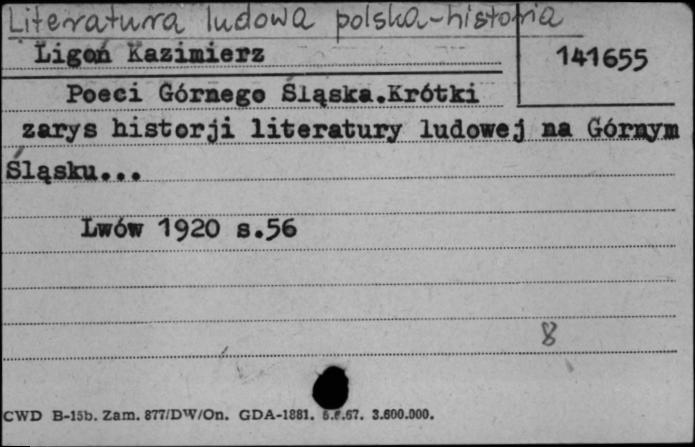 Literatura ludowa polska-historia
Ligoń Kazimierz
141655
Poeci Górnego Śląska.Krótki
zarys historji literatury ludowej na Górnym
Śląsku...
Lwów 1920 s.56
8
CWD B-15b. Zam. 877/DW/On. GDA-1881. 3.600.000.